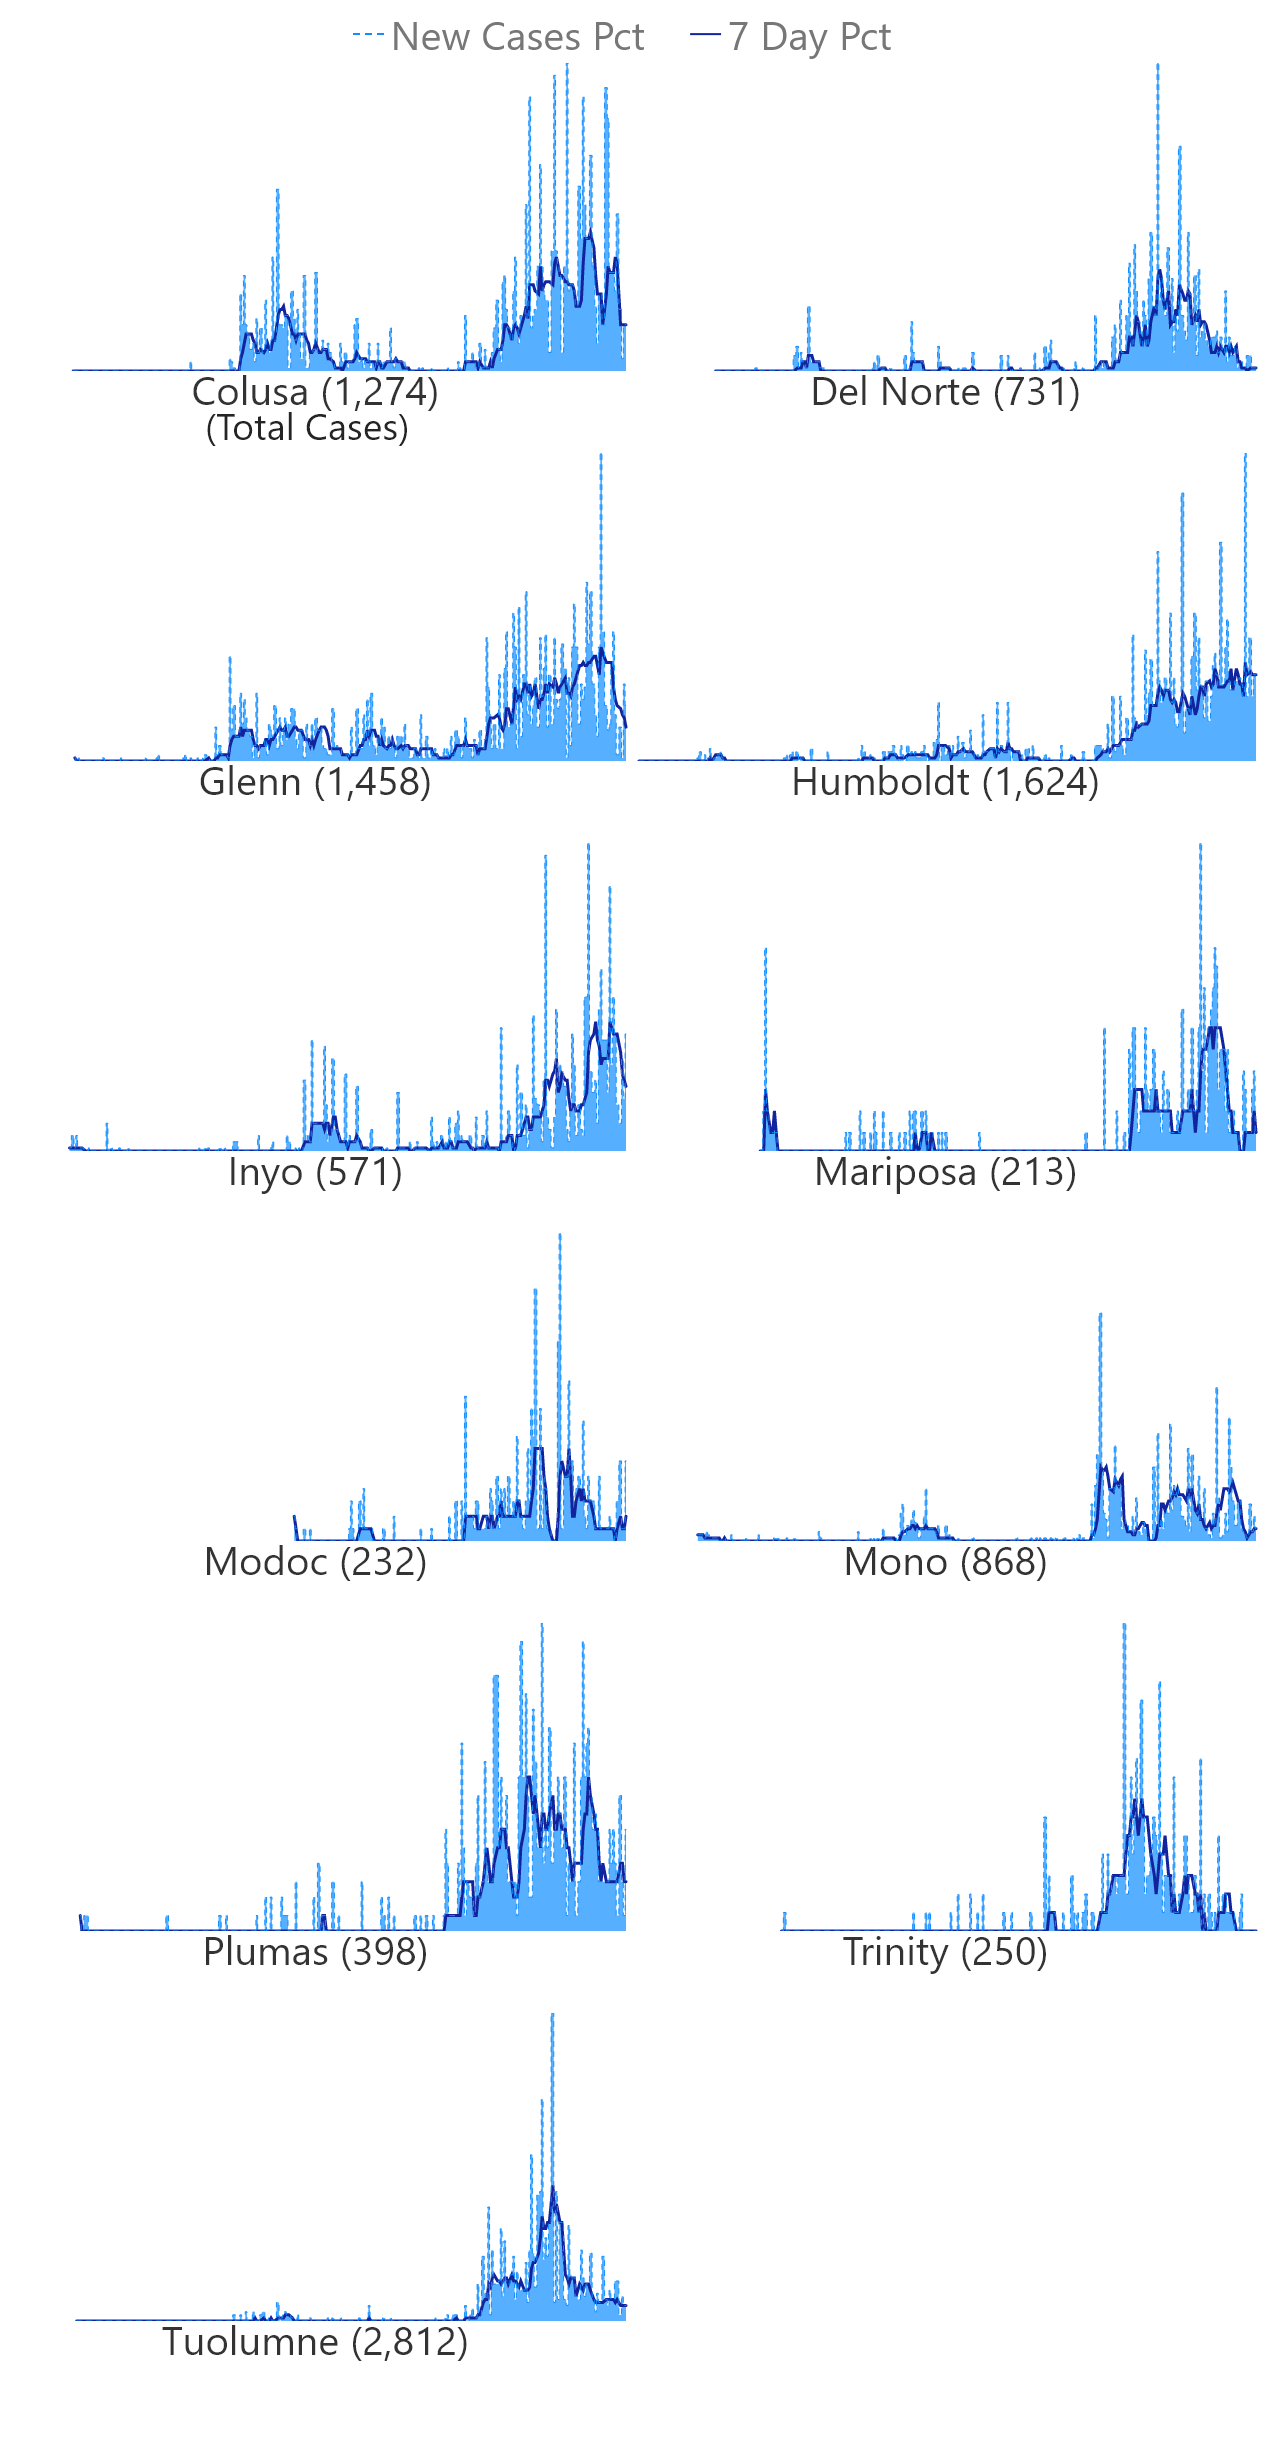 New Cases Pct 7 Day Pct
Colusa (1,274) Del Norte (731)
(Total Cases)
Glenn (1,458) Humboldt (1,624)
Inyo (571) Mariposa (213)
Modoc (232) Mono (868)
Plumas (398) Trinity (250)
Tuolumne (2,812)